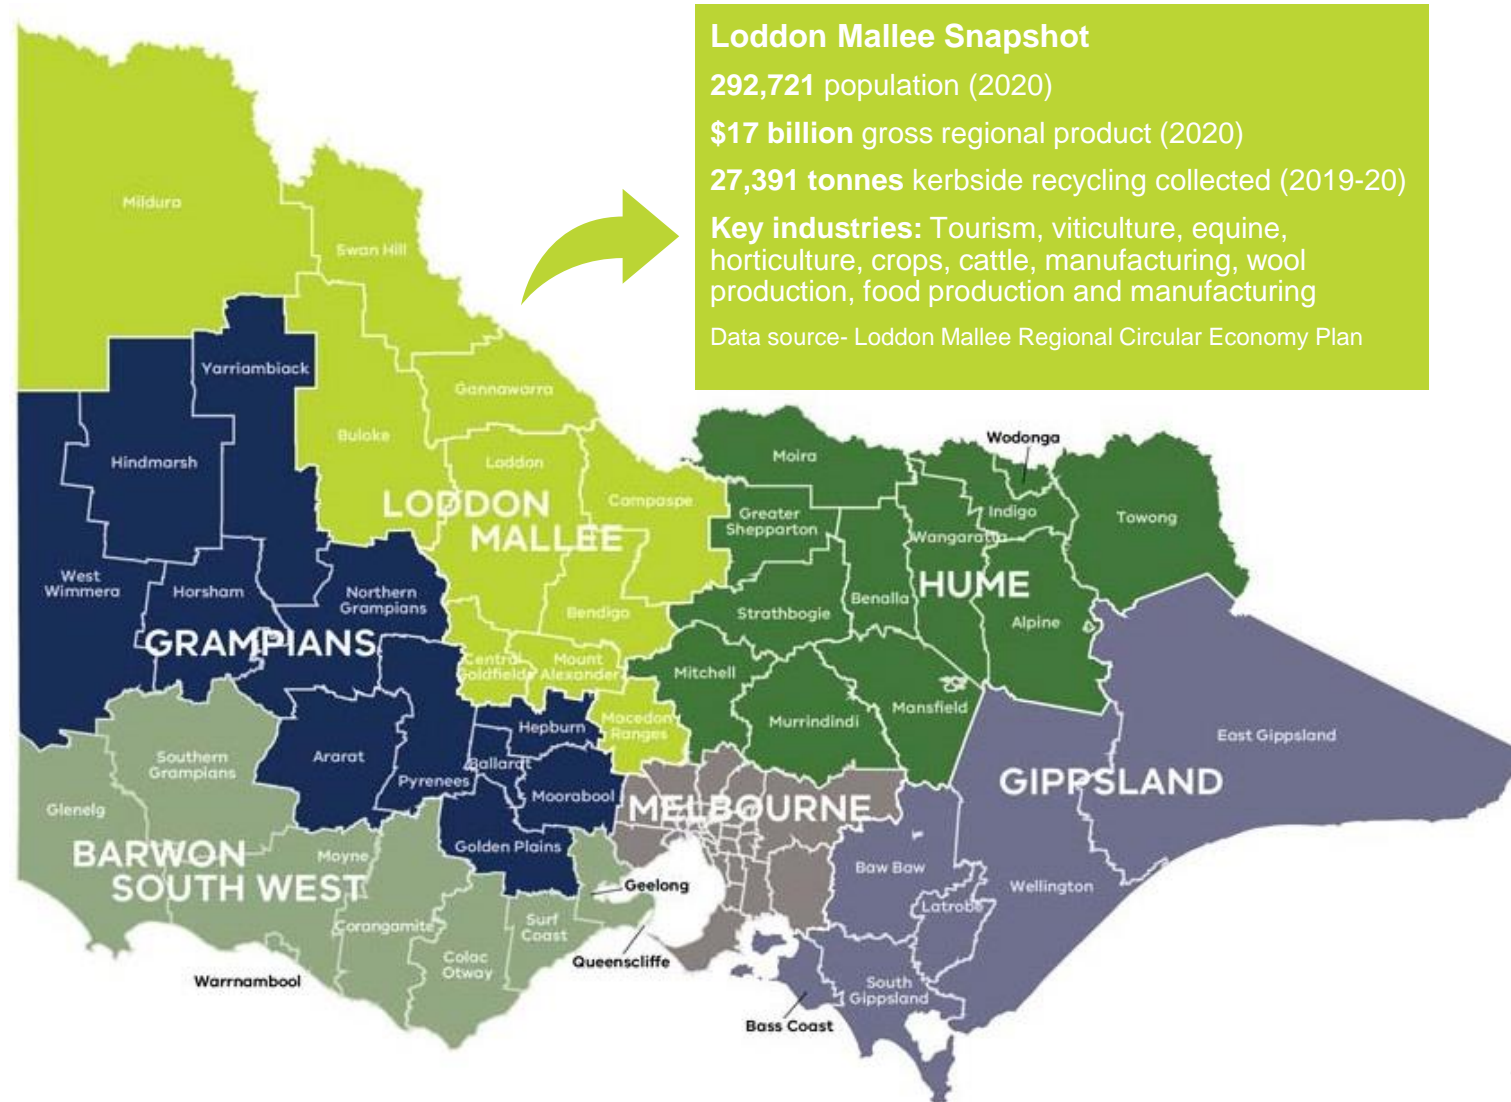 Loddon Mallee Snapshot
292,721 population (2020)
$17 billion gross regional product (2020)
27,391 tonnes kerbside recycling collected (2019-20)
Key industries: Tourism, viticulture, equine,
horticulture, crops, cattle, manufacturing, wool
production, food production and manufacturing
Data source- Loddon Mallee Regional Circular Economy Plan
Mildura
Swan Hill
Yarriambiack
Gannawarra
Buloke
Hindmarsh
Loddon
Campaspe
LODDON
MALLEE
Bendigo
Central
Goldfields
Mount
Alexander
Macedon
Ranges
West
Wimmera
Horsham
Northern
Grampians
GRAMPIANS
Ararat
Pyrenees
Hepburn
Ballarat
Moorabool
Golden Plains
Moira
Wodonga
Greater
Shepparton
Wangaratta
Indigo
Towong
HUME
Strathbogie
Benalla
Alpine
Mitchell
Murrindindi
Mansfield
Southern
Grampians
Glenelg
BARWON
SOUTH WEST
Moyne
Corangamite
Colac
Otway
Surf
Coast
Geelong
Queenscliffe
Warrnambool
MELBOURNE
GIPPSLAND
East Gippsland
Baw Baw
Latrobe
Wellington
South
Gippsland
Bass Coast